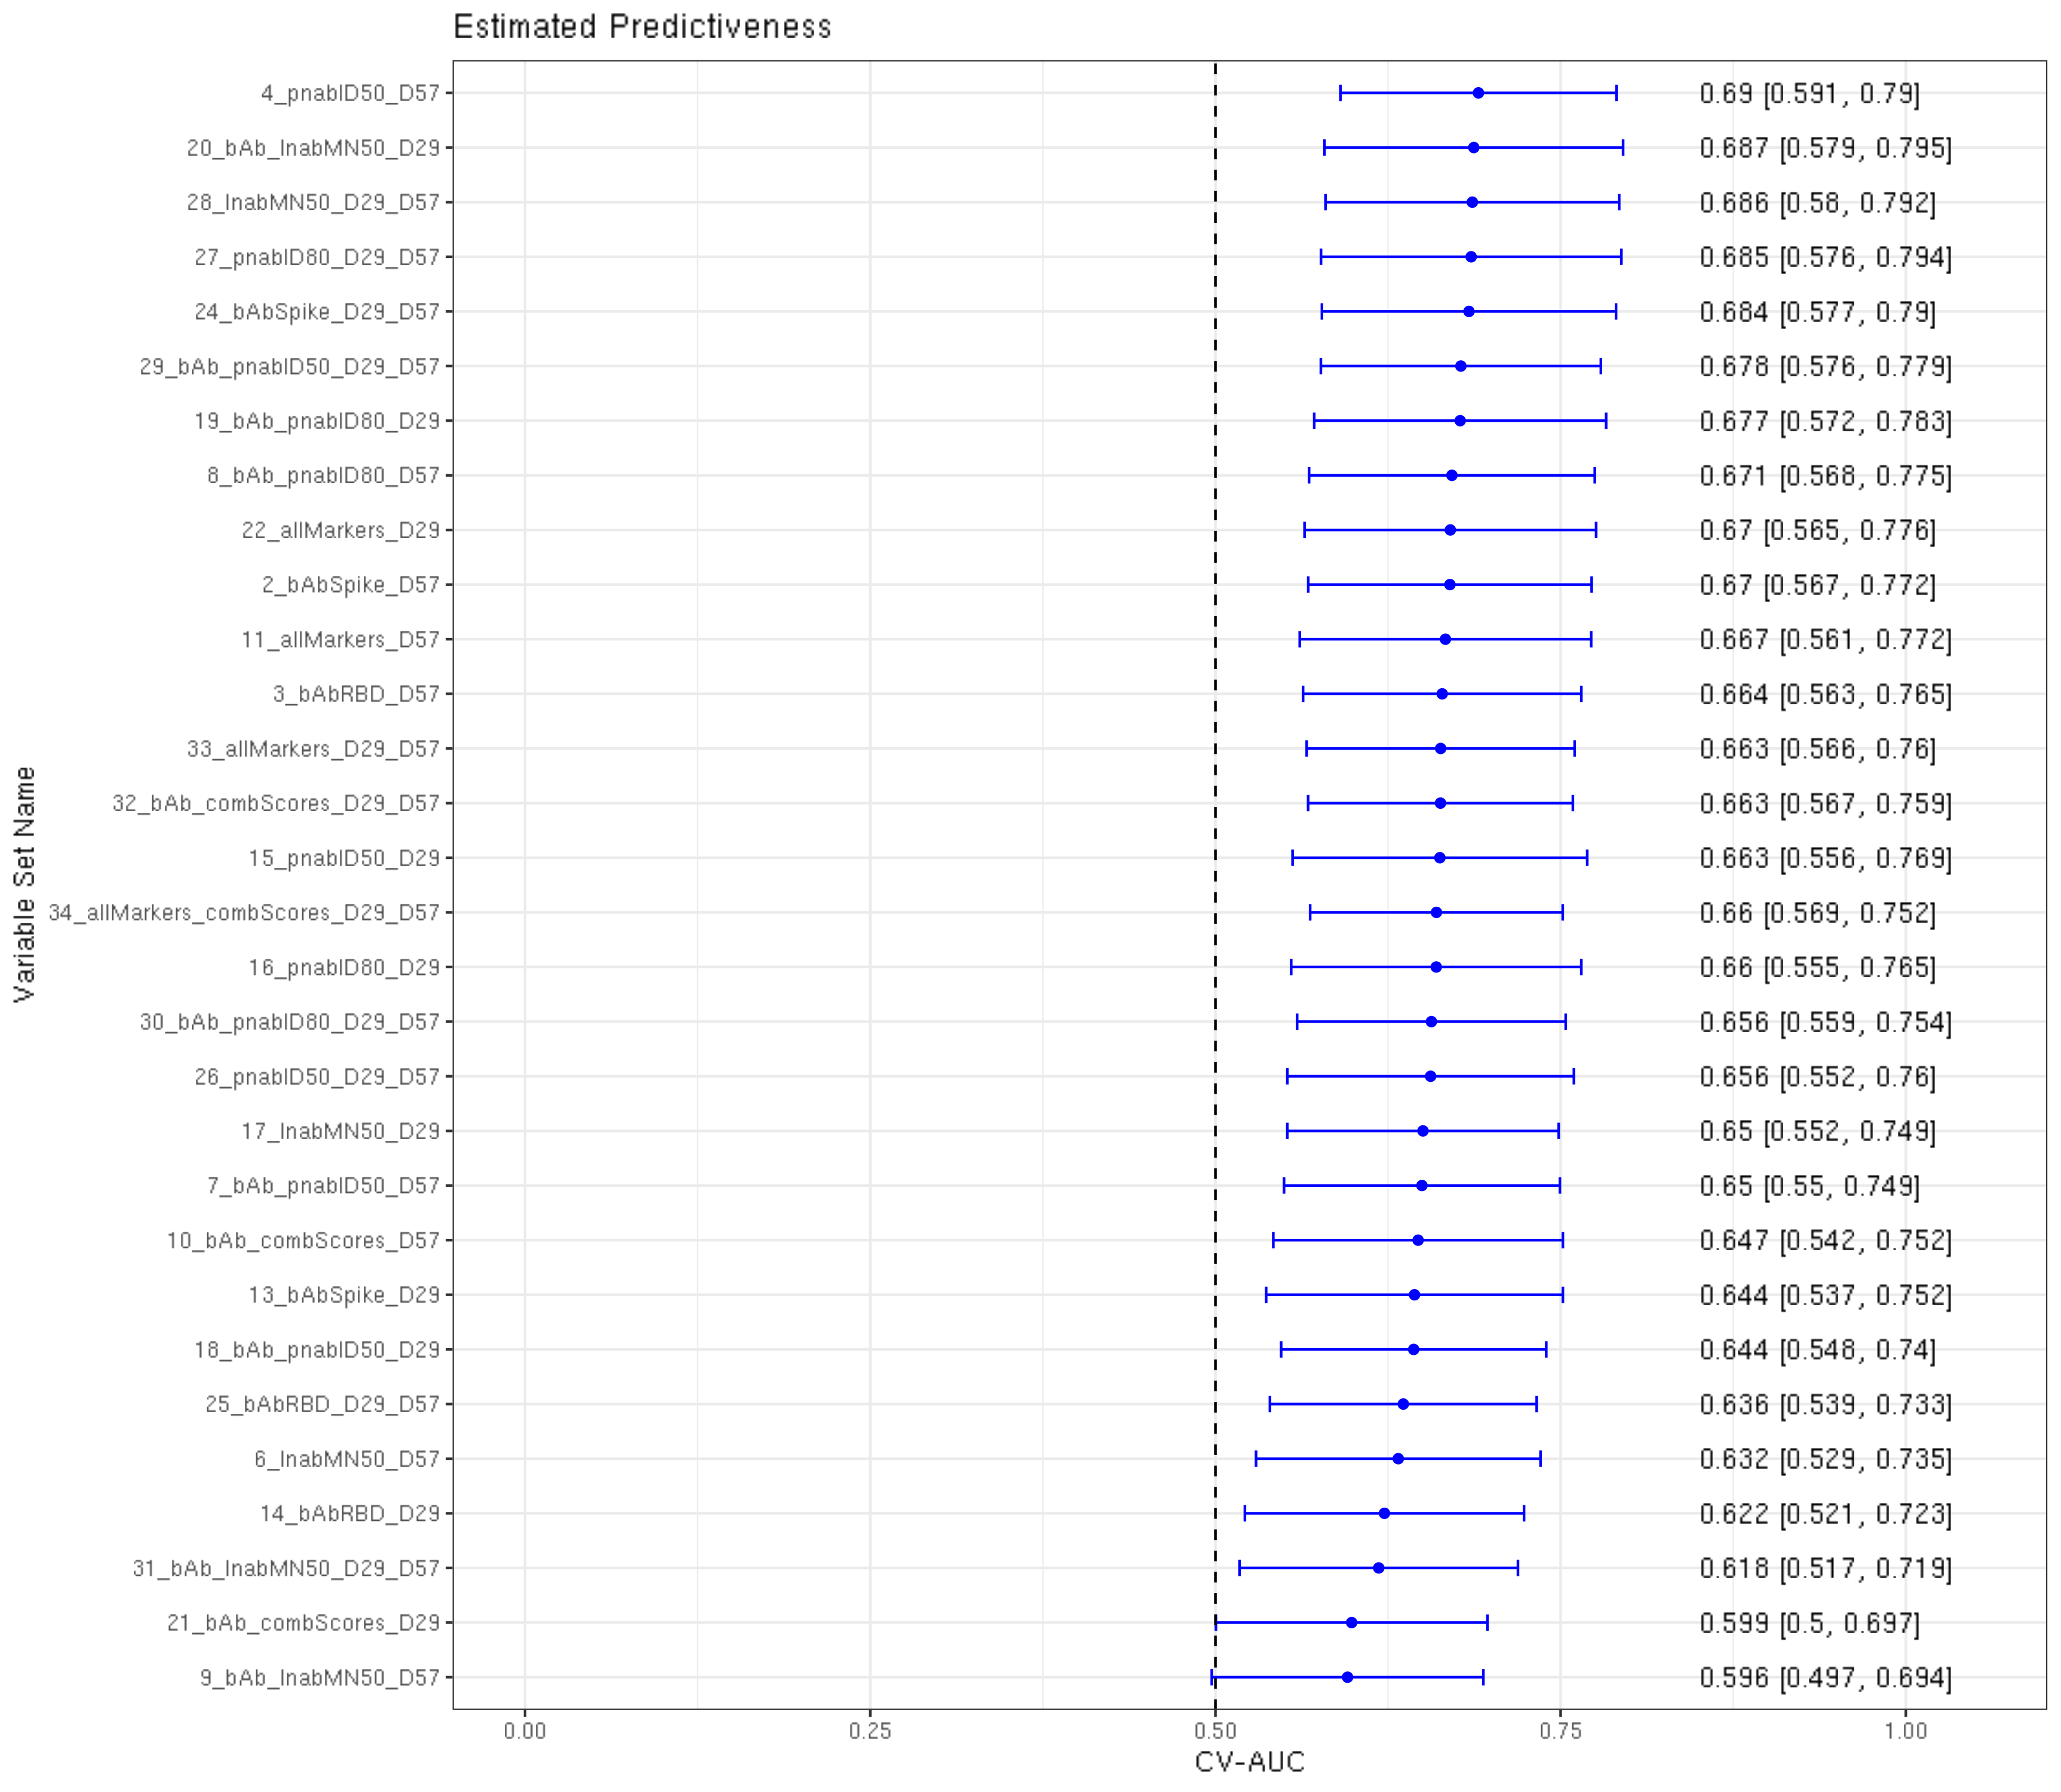 Estimated Predictiveness
4_pnabID50_D57 0.69 [0.591, 0.79]
20_bAb_lnabMN50_D29 0.687 [0.579, 0.795]
28_lnabMN50_D29_D57 0.686 [0.58, 0.792]
27_pnabID80_D29_D57 0.685 [0.576, 0.794]
24_bAbSpike_D29_D57 0.684 [0.577, 0.79]
29_bAb_pnabID50_D29_D57 0.678 [0.576, 0.779]
19_bAb_pnabID80_D29 0.677 [0.572, 0.783]
8_bAb_pnabID80_D57 0.671 [0.568, 0.775]
22_allMarkers_D29 0.67 [0.565, 0.776]
2_bAbSpike_D57 0.67 [0.567, 0.772]
11_allMarkers_D57 0.667 [0.561, 0.772]
3_bAbRBD_D57 0.664 [0.563, 0.765]
33_allMarkers_D29_D57 0.663 [0.566, 0.76]
32_bAb_combScores_D29_D57 0.663 [0.567, 0.759]
15_pnabID50_D29 0.663 [0.556, 0.769]
34_allMarkers_combScores_D29_D57 0.66 [0.569, 0.752]
16_pnabID80_D29 0.66 [0.555, 0.765]
30_bAb_pnabID80_D29_D57 0.656 [0.559, 0.754]
26_pnabID50_D29_D57 0.656 [0.552, 0.76]
17_lnabMN50_D29 0.65 [0.552, 0.749]
7_bAb_pnabID50_D57 0.65 [0.55, 0.749]
10_bAb_combScores_D57 0.647 [0.542, 0.752]
13_bAbSpike_D29 0.644 [0.537, 0.752]
18_bAb_pnabID50_D29 0.644 [0.548, 0.74]
25_bAbRBD_D29_D57 0.636 [0.539, 0.733]
6_lnabMN50_D57 0.632 [0.529, 0.735]
14_bAbRBD_D29 0.622 [0.521, 0.723]
31_bAb_lnabMN50_D29_D57 0.618 [0.517, 0.719]
21_bAb_combScores_D29 0.599 [0.5, 0.697]
9_bAb_lnabMN50_D57 0.596 [0.497, 0.694]
0.00 0.25 0.50 0.75 1.00
CV-AUC
Variable Set Name